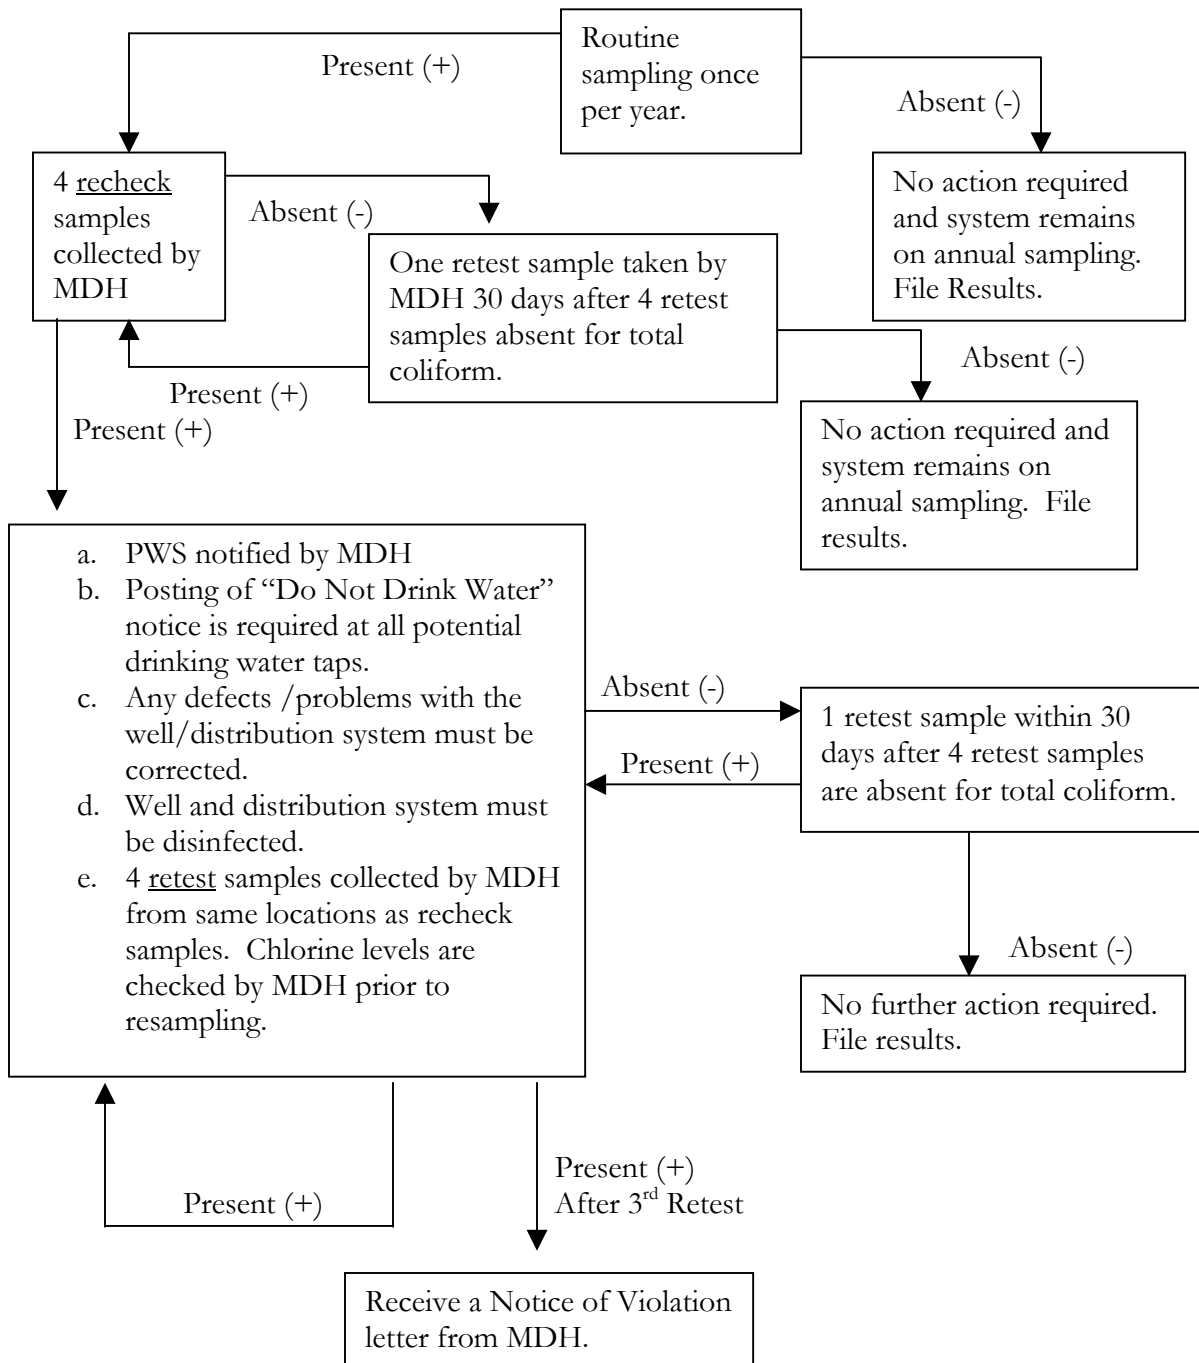 Routine
sampling once
per year.
Present (+)
Absent (-)
4 recheck
samples
collected by
MDH
Absent (-)
No action required
and system remains
on annual sampling.
File Results.
One retest sample taken by
MDH 30 days after 4 retest
samples absent for total
coliform.
Present (+)
Present (+)
Absent (-)
No action required and
system remains on
annual sampling.  File
results.
a. PWS notified by MDH
b. Posting of “Do Not Drink Water”
notice is required at all potential
drinking water taps.
c. Any defects /problems with the
well/distribution system must be
corrected.
d. Well and distribution system must
be disinfected.
e. 4 retest samples collected by MDH
from same locations as recheck
samples.  Chlorine levels are
checked by MDH prior to
resampling.
Absent (-)
Present (+)
1 retest sample within 30
days after 4 retest samples
are absent for total coliform.
Absent (-)
No further action required.
File results.
Present (+)
Present (+)
After 3rd Retest
Receive a Notice of Violation
letter from MDH.